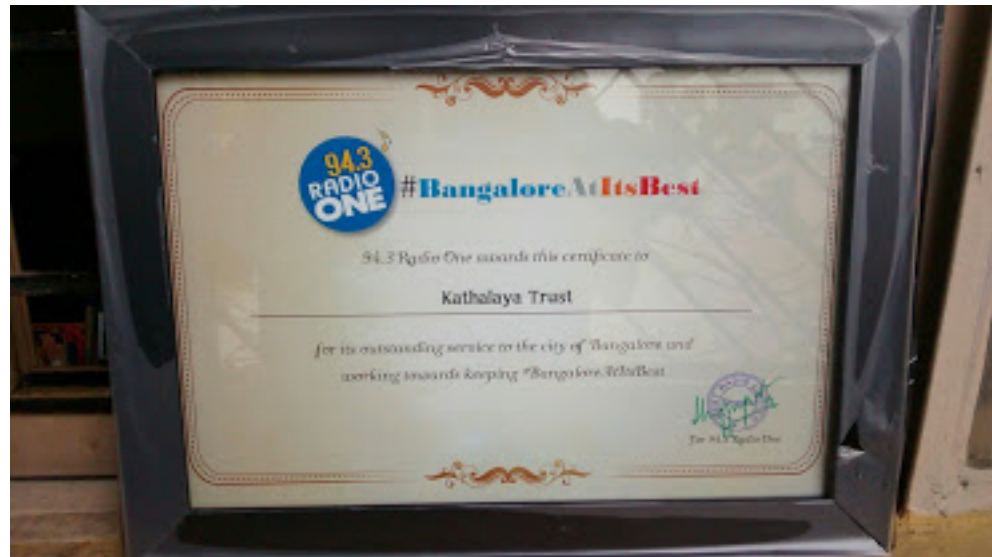 94.3
RADIO
ONE
#BangaloreAtItsBest
94.3 Radio One awards this certificate to
Kathalaya Trust
for its outstanding service to the city of Bangalore and
working towards keeping #BangaloreAtItsBest
For 94.3 Radio One